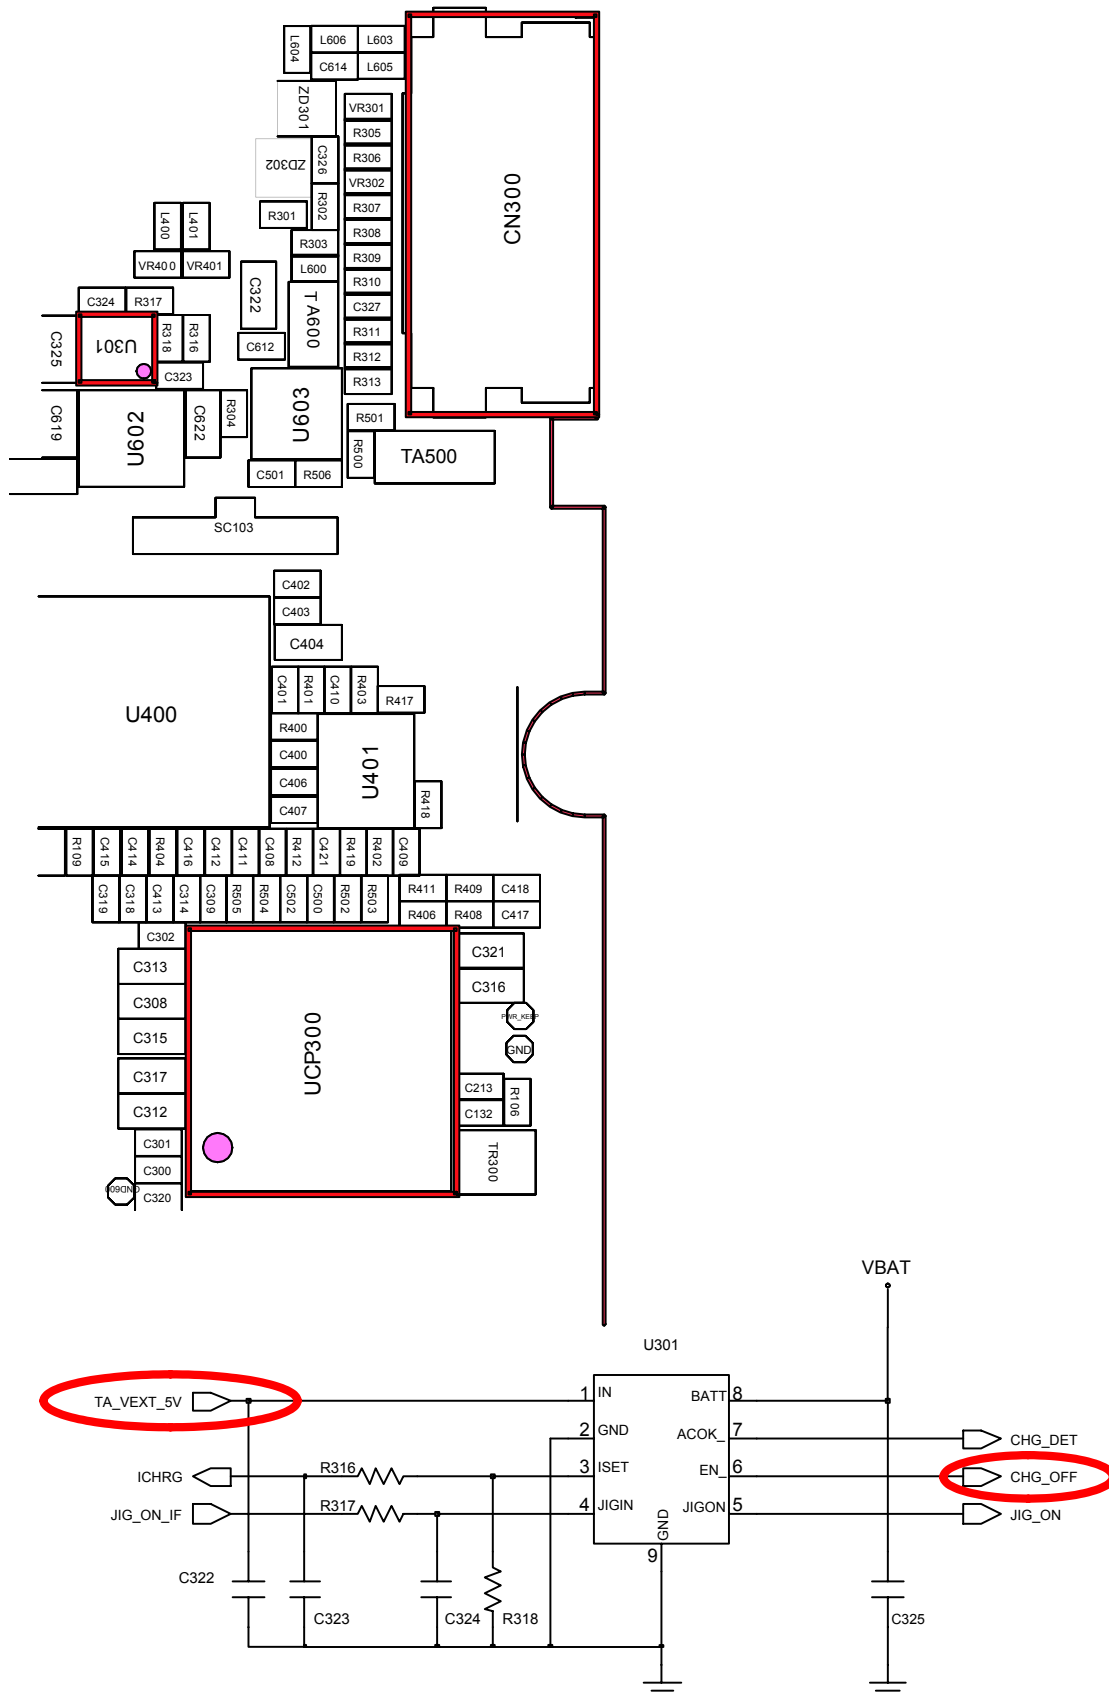 L604
L606
L603
C614
L605
ZD301
VR301
R305
ZD302
C326
R306
VR302
CN300
L400
L401
R301
R302
R307
R308
R303
VR400
VR401
R309
L600
R310
C322
TA600
C324
R317
C327
C325
U301
R318
R316
R311
C612
R312
C323
R313
C619
U602
C622
R304
U603
R501
R500
TA500
C501
R506
SC103
C402
C403
C404
C401
R401
C410
R403
R417
U400
R400
C400
U401
C406
C407
R418
R109
C415
C414
R404
C416
C412
C411
C408
R412
C421
R419
R402
C409
C319
C318
C413
C314
C309
R505
R504
C502
C500
R502
R503
R411
R409
C418
R406
R408
C417
C302
C321
C313
C316
C308
PWR_KEEP
C315
UCP300
GND
C317
C213
R106
C312
C132
C301
TR300
C300
GND600
C320
VBAT
U301
TA_VEXT_5V
1
IN
BATT
8
2
GND
ACOK_
7
CHG_DET
ICHRG
R316
3
ISET
EN_
6
CHG_OFF
JIG_ON_IF
R317
4
JIGIN
JIGON
5
JIG_ON
GND
9
C322
C323
C324
R318
C325